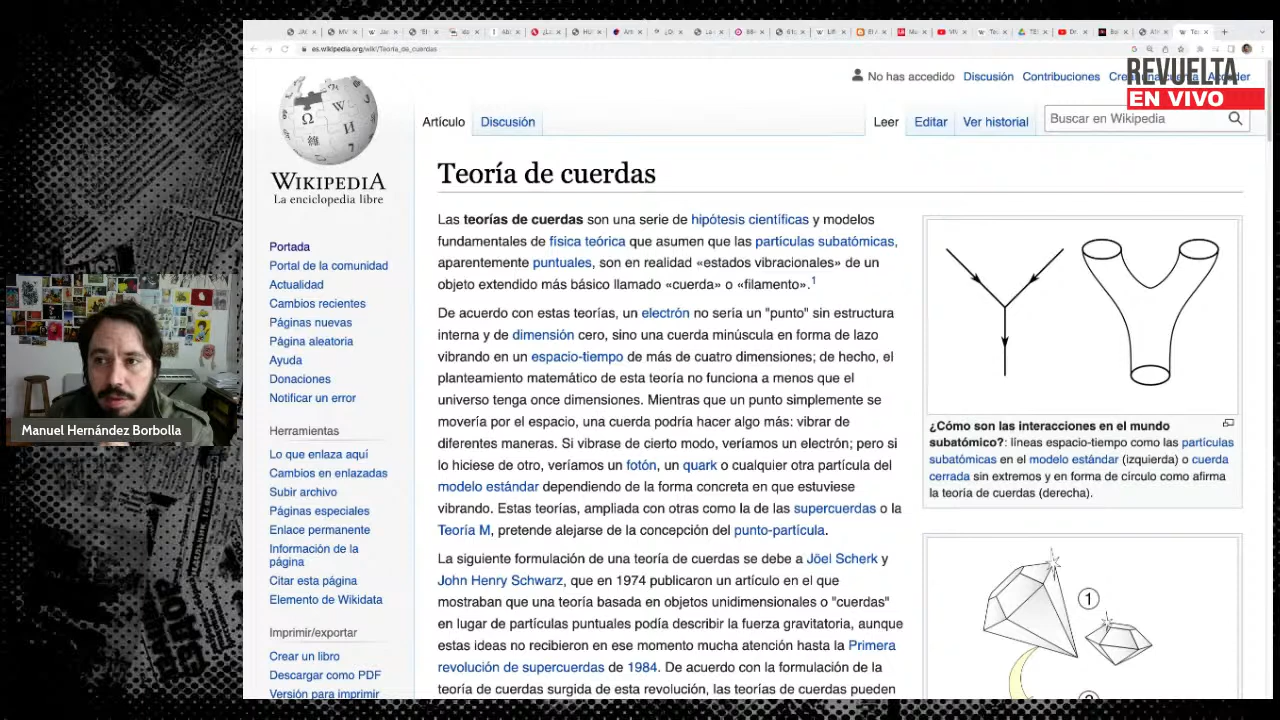 es.wikipedia.org/wiki/Teoría_de_cuerdas
REVUELTA
EN VIVO
No has accedido Discusión Contribuciones
Artículo Discusión Leer Editar Ver historial Buscar en Wikipedia
WIKIPEDIA
La enciclopedia libre
Portada
Portal de la comunidad
Actualidad
Cambios recientes
Páginas nuevas
Página aleatoria
Ayuda
Donaciones
Notificar un error
Herramientas
Lo que enlaza aquí
Cambios en enlazadas
Subir archivo
Páginas especiales
Enlace permanente
Información de la
página
Citar esta página
Elemento de Wikidata
Imprimir/exportar
Crear un libro
Descargar como PDF
Versión para imprimir
Teoría de cuerdas
Las teorías de cuerdas son una serie de hipótesis científicas y modelos
fundamentales de física teórica que asumen que las partículas subatómicas,
aparentemente puntuales, son en realidad «estados vibracionales» de un
objeto extendido más básico llamado «cuerda» o «filamento».1
De acuerdo con estas teorías, un electrón no sería un "punto" sin estructura
interna y de dimensión cero, sino una cuerda minúscula en forma de lazo
vibrando en un espacio-tiempo de más de cuatro dimensiones; de hecho, el
planteamiento matemático de esta teoría no funciona a menos que el
universo tenga once dimensiones. Mientras que un punto simplemente se
movería por el espacio, una cuerda podría hacer algo más: vibrar de
diferentes maneras. Si vibrase de cierto modo, veríamos un electrón; pero si
lo hiciese de otro, veríamos un fotón, un quark o cualquier otra partícula del
modelo estándar dependiendo de la forma concreta en que estuviese
vibrando. Estas teorías, ampliada con otras como la de las supercuerdas o la
Teoría M, pretende alejarse de la concepción del punto-partícula.
La siguiente formulación de una teoría de cuerdas se debe a Jöel Scherk y
John Henry Schwarz, que en 1974 publicaron un artículo en el que
mostraban que una teoría basada en objetos unidimensionales o "cuerdas"
en lugar de partículas puntuales podía describir la fuerza gravitatoria, aunque
estas ideas no recibieron en ese momento mucha atención hasta la Primera
revolución de supercuerdas de 1984. De acuerdo con la formulación de la
teoría de cuerdas surgida de esta revolución, las teorías de cuerdas pueden
¿Cómo son las interacciones en el mundo
subatómico?: líneas espacio-tiempo como las partículas
subatómicas en el modelo estándar (izquierda) o cuerda
cerrada sin extremos y en forma de círculo como afirma
la teoría de cuerdas (derecha).
1
Manuel Hernández Borbolla